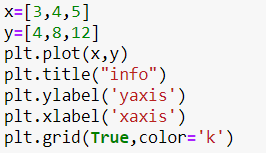 x=[3,4,5]
y=[4,8,12]
plt.plot(x,y)
plt.title("info")
plt.ylabel('yaxis')
plt.xlabel('xaxis')
plt.grid(True,color='k')